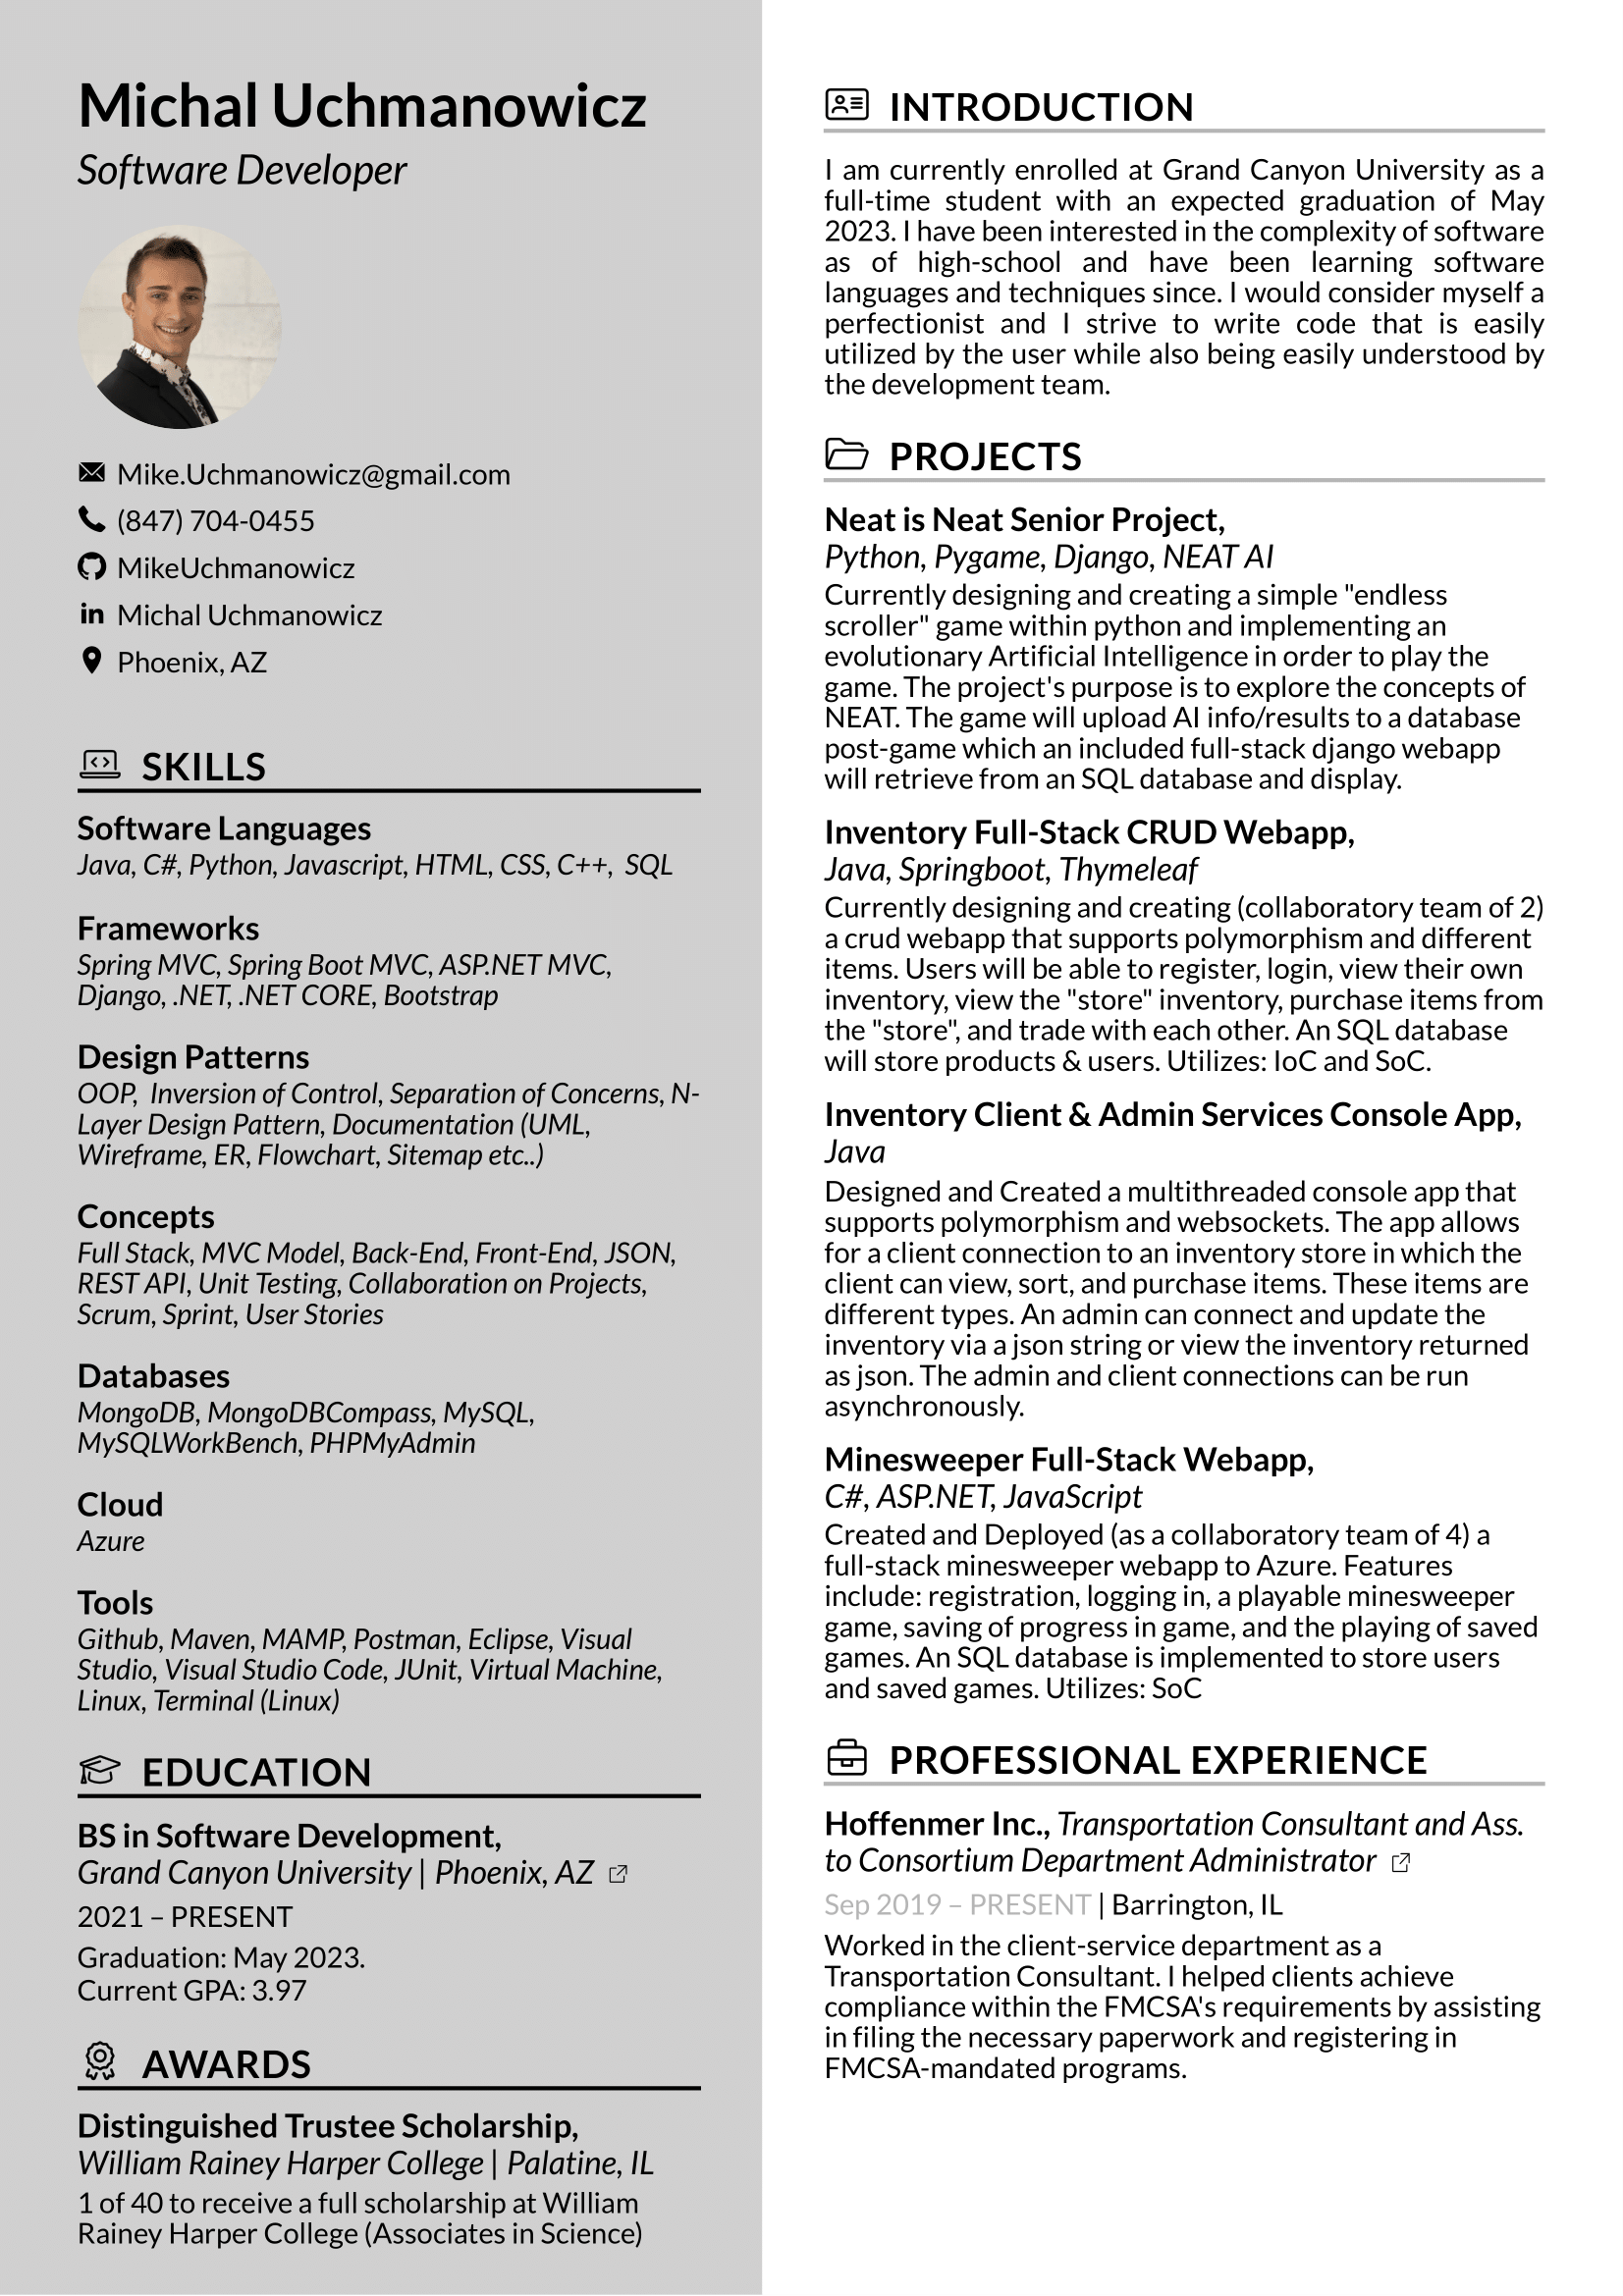 Michal Uchmanowicz
Software Developer
Mike.Uchmanowicz@gmail.com
(847) 704-0455
MikeUchmanowicz
in Michal Uchmanowicz
Phoenix, AZ
SKILLS
Software Languages
Java, C#, Python, Javascript, HTML, CSS, C++,  SQL
Frameworks
Spring MVC, Spring Boot MVC, ASP.NET MVC,
Django, .NET, .NET CORE, Bootstrap
Design Patterns
OOP,  Inversion of Control, Separation of Concerns, N-
Layer Design Pattern, Documentation (UML,
Wireframe, ER, Flowchart, Sitemap etc..)
Concepts
Full Stack, MVC Model, Back-End, Front-End, JSON,
REST API, Unit Testing, Collaboration on Projects,
Scrum, Sprint, User Stories
Databases
MongoDB, MongoDBCompass, MySQL,
MySQLWorkBench, PHPMyAdmin
Cloud
Azure
Tools
Github, Maven, MAMP, Postman, Eclipse, Visual
Studio, Visual Studio Code, JUnit, Virtual Machine,
Linux, Terminal (Linux)
EDUCATION
BS in Software Development,
Grand Canyon University | Phoenix, AZ
2021 – PRESENT
Graduation: May 2023.
Current GPA: 3.97
AWARDS
Distinguished Trustee Scholarship,
William Rainey Harper College | Palatine, IL
1 of 40 to receive a full scholarship at William
Rainey Harper College (Associates in Science)
INTRODUCTION
I am currently enrolled at Grand Canyon University as a
full-time student with an expected graduation of May
2023. I have been interested in the complexity of software
as of high-school and have been learning software
languages and techniques since. I would consider myself a
perfectionist and I strive to write code that is easily
utilized by the user while also being easily understood by
the development team.
PROJECTS
Neat is Neat Senior Project,
Python, Pygame, Django, NEAT AI
Currently designing and creating a simple "endless
scroller" game within python and implementing an
evolutionary Artificial Intelligence in order to play the
game. The project's purpose is to explore the concepts of
NEAT. The game will upload AI info/results to a database
post-game which an included full-stack django webapp
will retrieve from an SQL database and display.
Inventory Full-Stack CRUD Webapp,
Java, Springboot, Thymeleaf
Currently designing and creating (collaboratory team of 2)
a crud webapp that supports polymorphism and different
items. Users will be able to register, login, view their own
inventory, view the "store" inventory, purchase items from
the "store", and trade with each other. An SQL database
will store products & users. Utilizes: IoC and SoC.
Inventory Client & Admin Services Console App,
Java
Designed and Created a multithreaded console app that
supports polymorphism and websockets. The app allows
for a client connection to an inventory store in which the
client can view, sort, and purchase items. These items are
different types. An admin can connect and update the
inventory via a json string or view the inventory returned
as json. The admin and client connections can be run
asynchronously.
Minesweeper Full-Stack Webapp,
C#, ASP.NET, JavaScript
Created and Deployed (as a collaboratory team of 4) a
full-stack minesweeper webapp to Azure. Features
include: registration, logging in, a playable minesweeper
game, saving of progress in game, and the playing of saved
games. An SQL database is implemented to store users
and saved games. Utilizes: SoC
PROFESSIONAL EXPERIENCE
Hoffenmer Inc., Transportation Consultant and Ass.
to Consortium Department Administrator
Sep 2019 – PRESENT | Barrington, IL
Worked in the client-service department as a
Transportation Consultant. I helped clients achieve
compliance within the FMCSA's requirements by assisting
in filing the necessary paperwork and registering in
FMCSA-mandated programs.